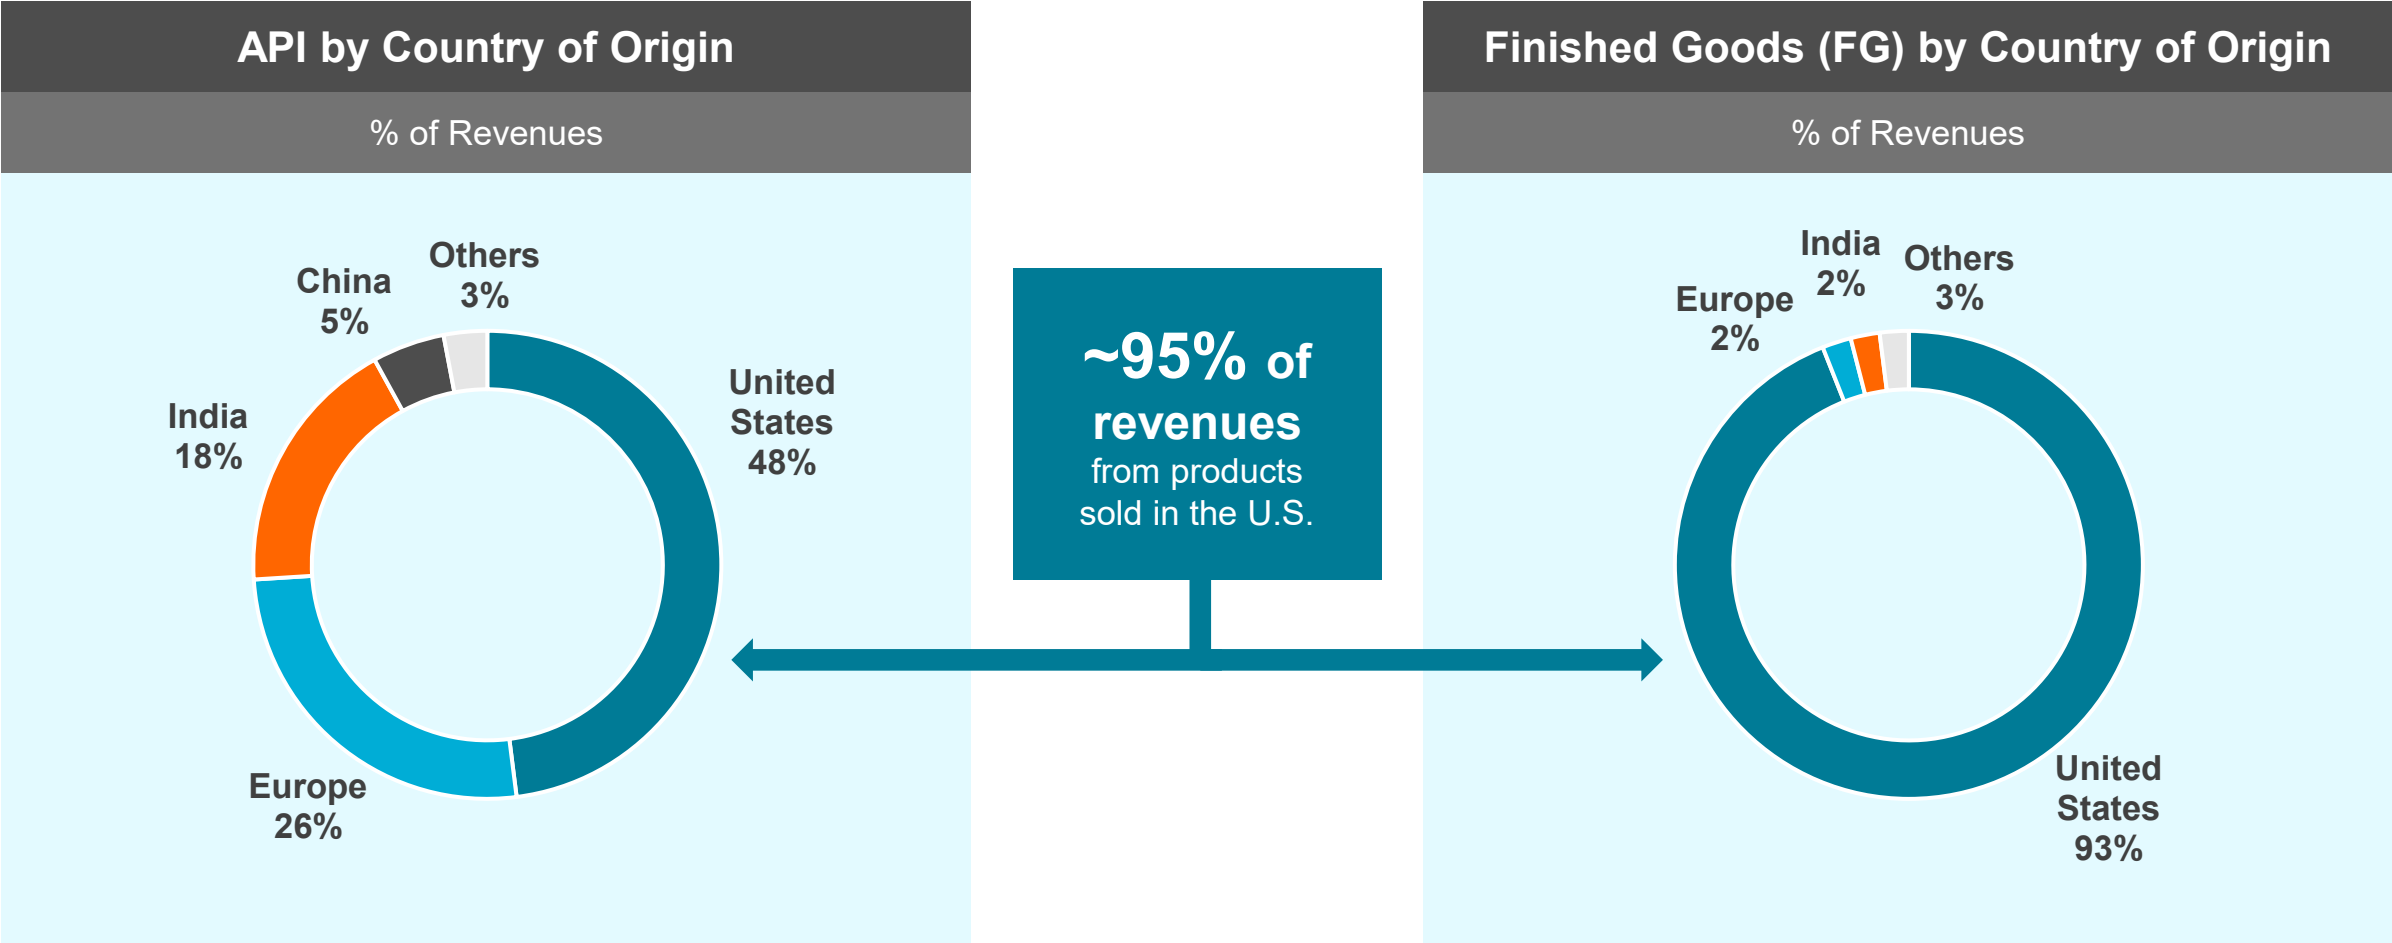 API by Country of Origin
% of Revenues
Others
3%
China
5%
United
States
48%
India
18%
Europe
26%
~95% of
revenues
from products
sold in the U.S.
Finished Goods (FG) by Country of Origin
% of Revenues
India
2%
Others
3%
Europe
2%
United
States
93%